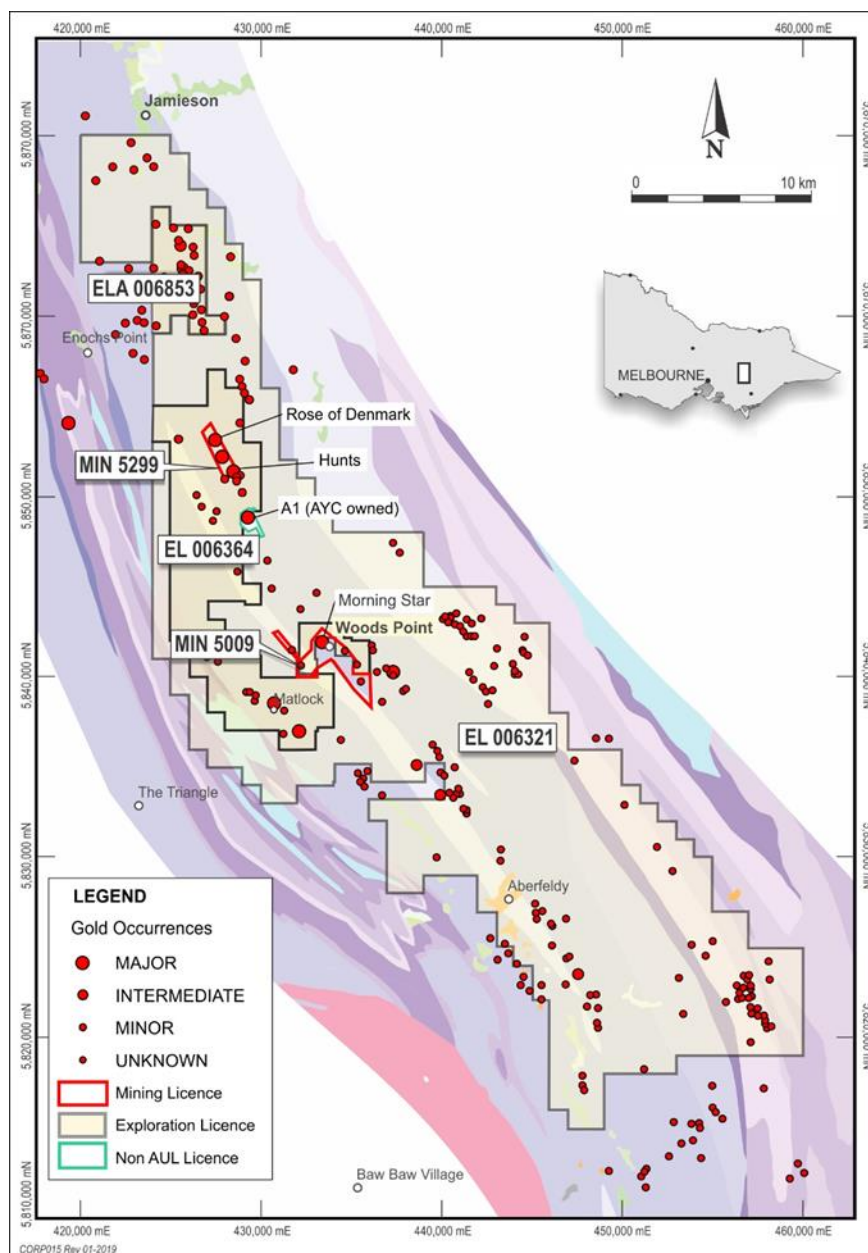 420,000 mE
430,000 mE
440,000 mE
450,000 mE
460,000 mE
Jamieson
5,870,000 mN
N
0
10 km
ELA 006853
5,870,000 mN
Enochs Point
MELBOURNE
Rose of Denmark
MIN 5299
Hunts
5,850,000 mN
A1 (AYC owned)
EL 006364
Morning Star
Woods Point
MIN 5009
5,840,000 mN
Matlock
EL 006321
The Triangle
5,830,000 mN
LEGEND
Gold Occurrences
MAJOR
INTERMEDIATE
MINOR
UNKNOWN
Mining Licence
Exploration Licence
Non AUL Licence
Aberfeldy
5,820,000 mN
Baw Baw Village
5,810,000 mN
420,000 mE
430,000 mE
440,000 mE
450,000 mE
460,000 mE
CORP015 Rev 01-2019